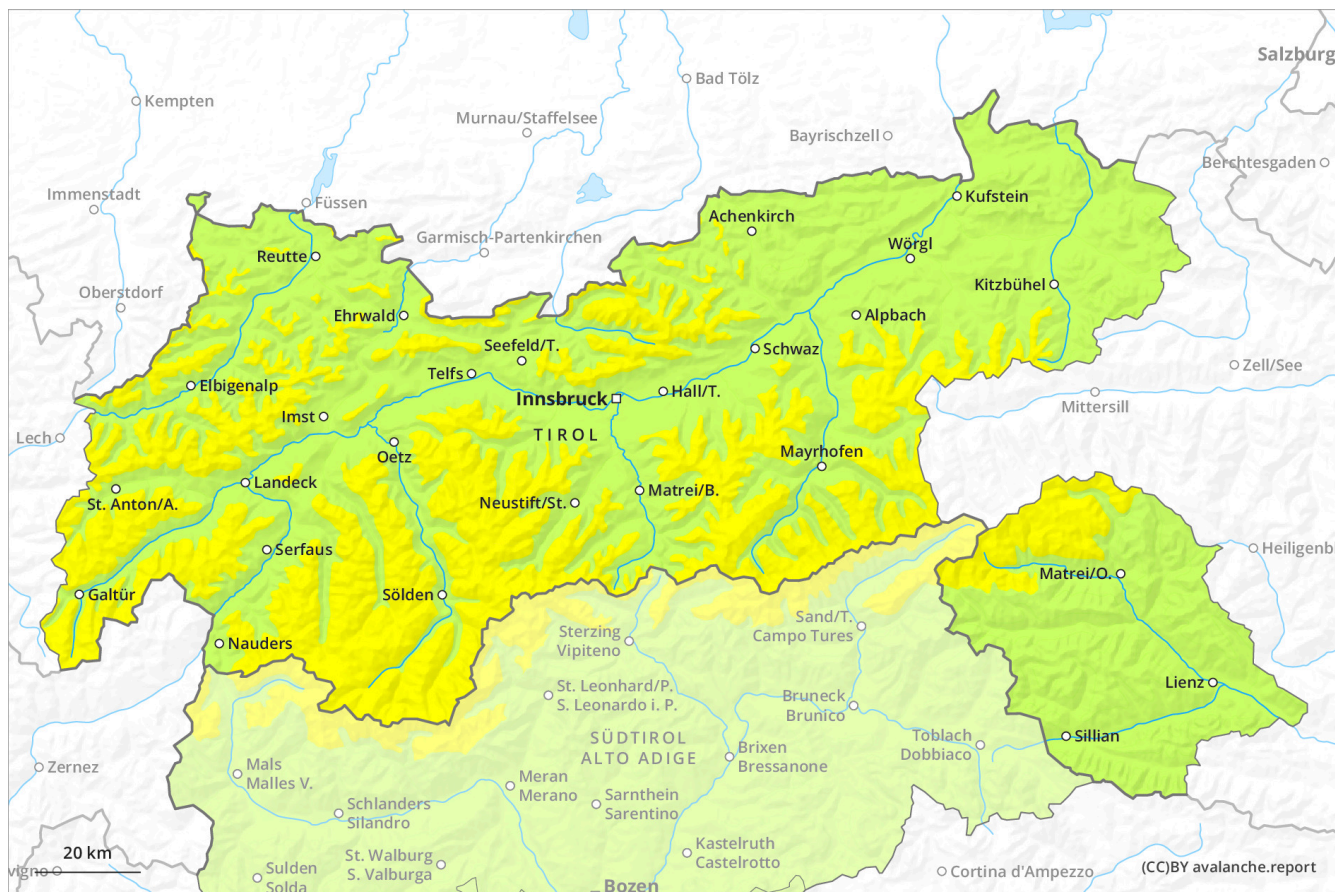 Salzburg
Bad Tölz
Kempten
Murnau/Staffelsee
Bayrischzell
Berchtesgaden
Immenstadt
Füssen
Kufstein
Achenkirch
Garmisch-Partenkirchen
Wörgl
Reutte
Kitzbühel
Oberstdorf
Ehrwald
Alpbach
Seefeld/T.
Schwaz
Zell/See
Telfs
Elbigenalp
Hall/T.
Innsbruck
Mittersill
Imst
TIROL
Lech
Oetz
Mayrhofen
Landeck
Matrei/B.
St. Anton/A.
Neustift/St.
Serfaus
Heiligenb
Matrei/O.
Galtür
Sölden
Sand/T.
Campo Tures
Sterzing
Vipiteno
Nauders
Lienz
St. Leonhard/P.
S. Leonardo i. P.
Bruneck
Brunico
Toblach
Dobbiaco
Sillian
SÜDTIROL
ALTO ADIGE
Brixen
Bressanone
Zernez
Mals
Malles V.
Meran
Merano
Schlanders
Silandro
Sarnthein
Sarentino
20 km
Kastelruth
Castelrotto
St. Walburg
S. Valburga
vigno
Sulden
Solda
Cortina d'Ampezzo
(CC)BY avalanche.report
Bozen